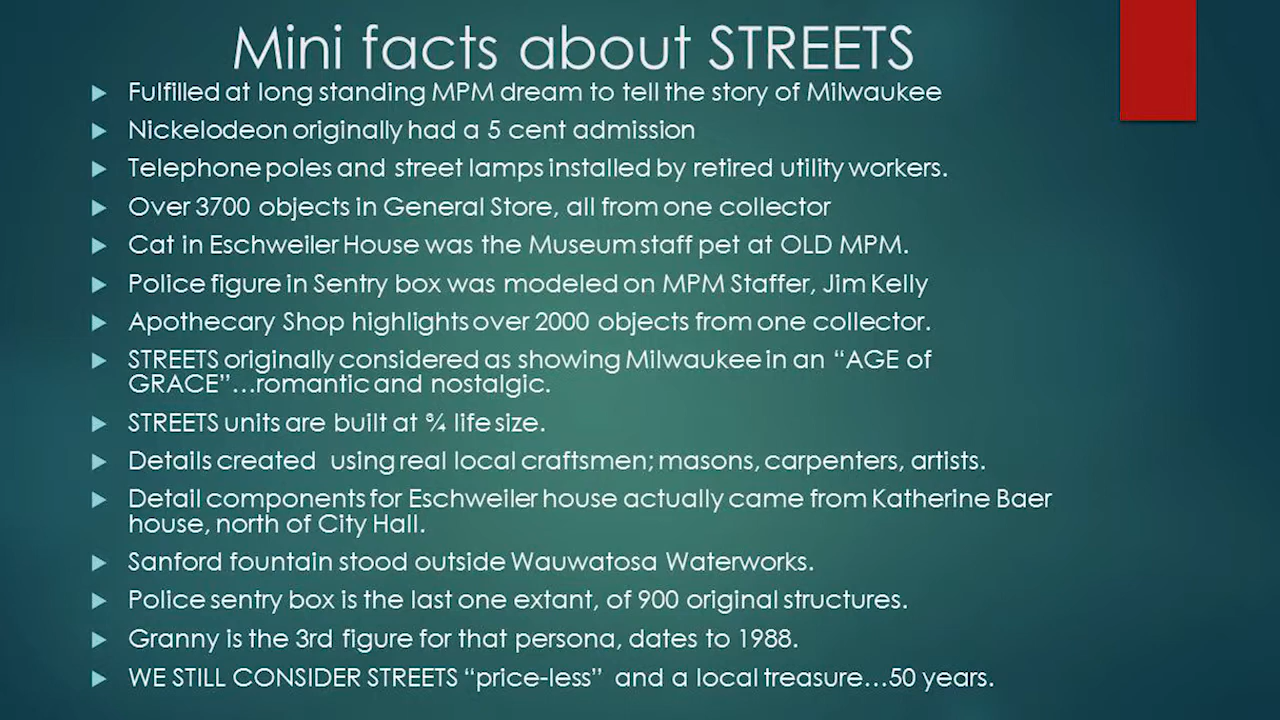 Mini facts about STREETS
Fulfilled at long standing MPM dream to tell the story of Milwaukee
Nickelodeon originally had a 5 cent admission
Telephone poles and street lamps installed by retired utility workers.
Over 3700 objects in General Store, all from one collector
Cat in Eschweiler House was the Museum staff pet at OLD MPM.
Police figure in Sentry box was modeled on MPM Staffer, Jim Kelly
Apothecary Shop highlights over 2000 objects from one collector.
STREETS originally considered as showing Milwaukee in an “AGE of
GRACE”…romantic and nostalgic.
STREETS units are built at ¾ life size.
Details created using real local craftsmen; masons, carpenters, artists.
Detail components for Eschweiler house actually came from Katherine Baer
house, north of City Hall.
Sanford fountain stood outside Wauwatosa Waterworks.
Police sentry box is the last one extant, of 900 original structures.
Granny is the 3rd figure for that persona, dates to 1988.
WE STILL CONSIDER STREETS “price-less” and a local treasure…50 years.